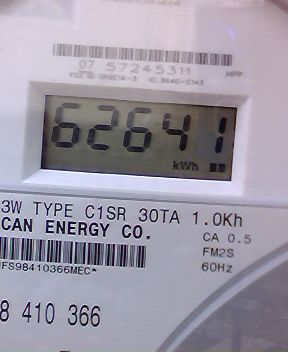 07 57245311
HPP
62641
kWh
3W TYPE C1SR 30TA 1.0Kh
CAN ENERGY CO.
CA 0.5
FM2S
60Hz
FS98410366MEC*
8 410 366